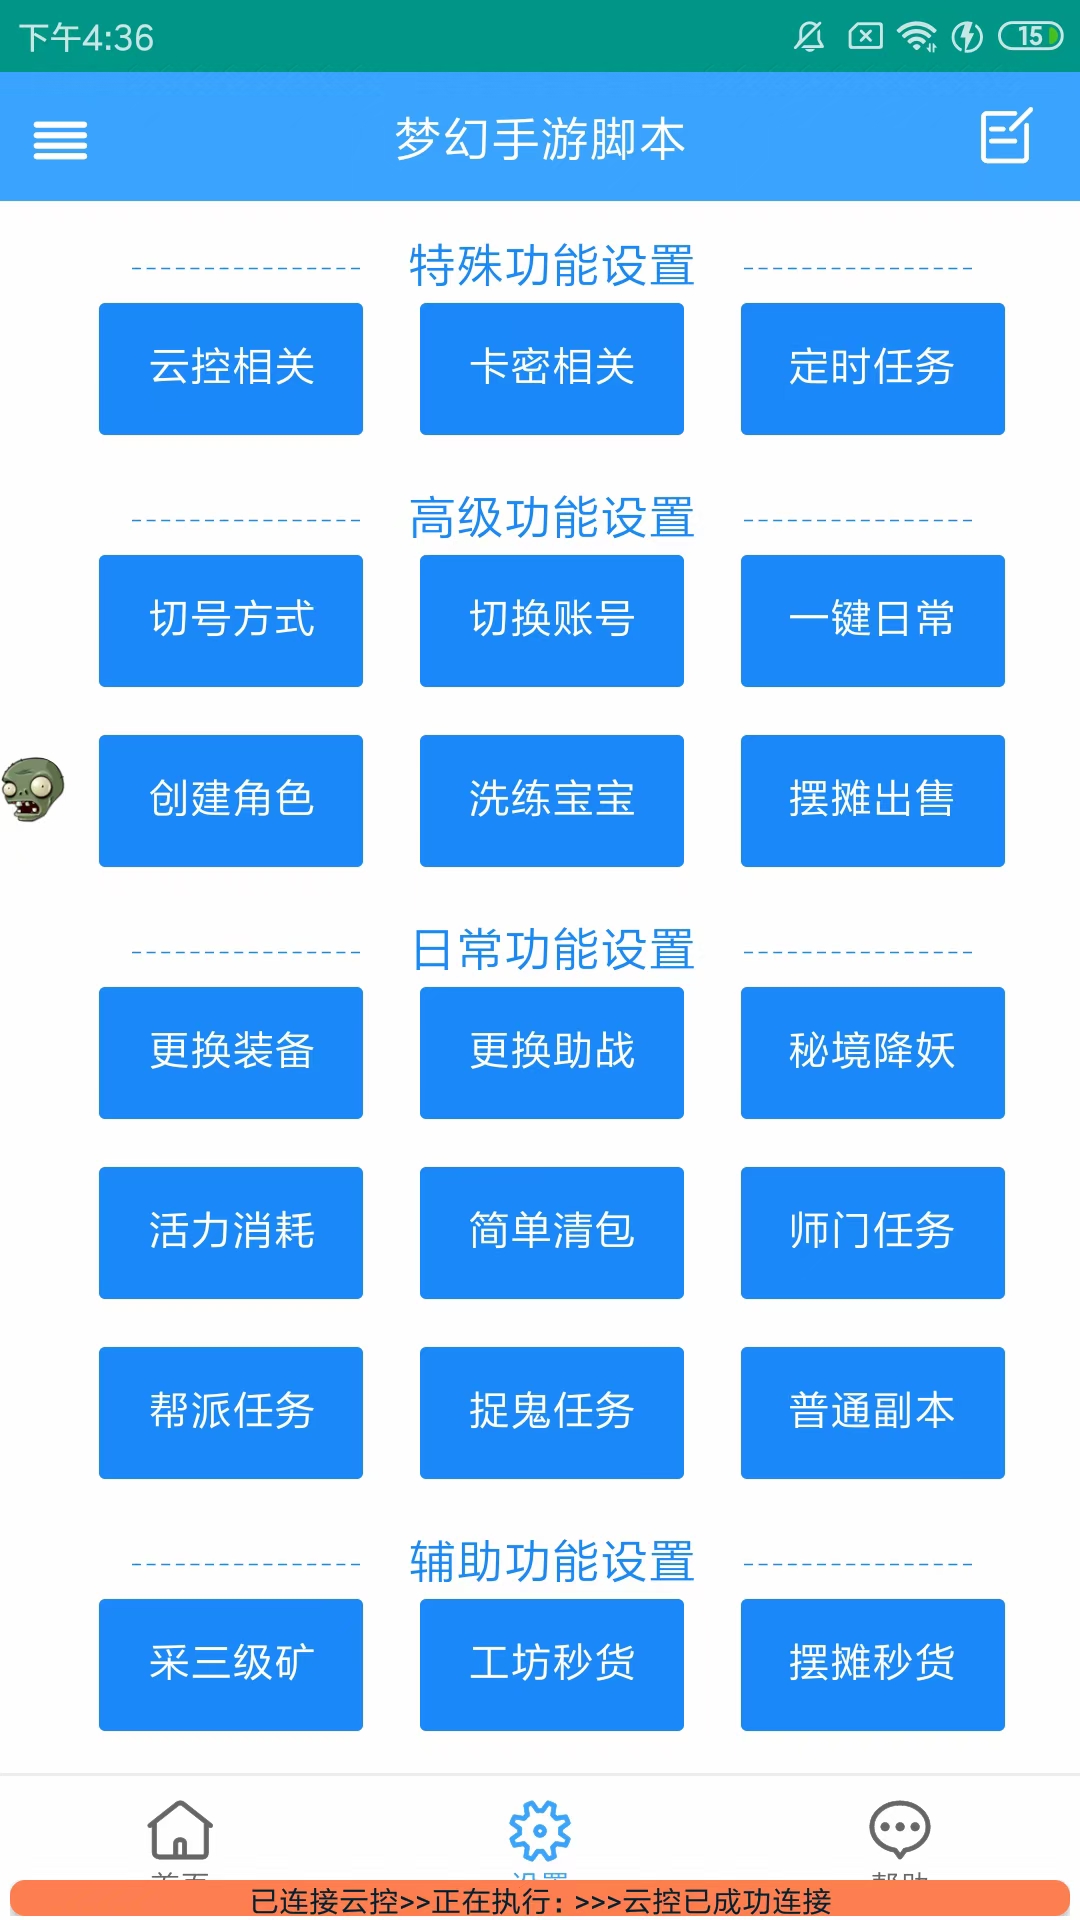 下午4:36
15
梦幻手游脚本
特殊功能设置
云控相关 卡密相关 定时任务
高级功能设置
切号方式 切换账号 一键日常
创建角色 洗练宝宝 摆摊出售
日常功能设置
更换装备 更换助战 秘境降妖
活力消耗 简单清包 师门任务
帮派任务 捉鬼任务 普通副本
辅助功能设置
采三级矿 工坊秒货 摆摊秒货
首页 设置 帮助
已连接云控>>正在执行: >>>云控已成功连接